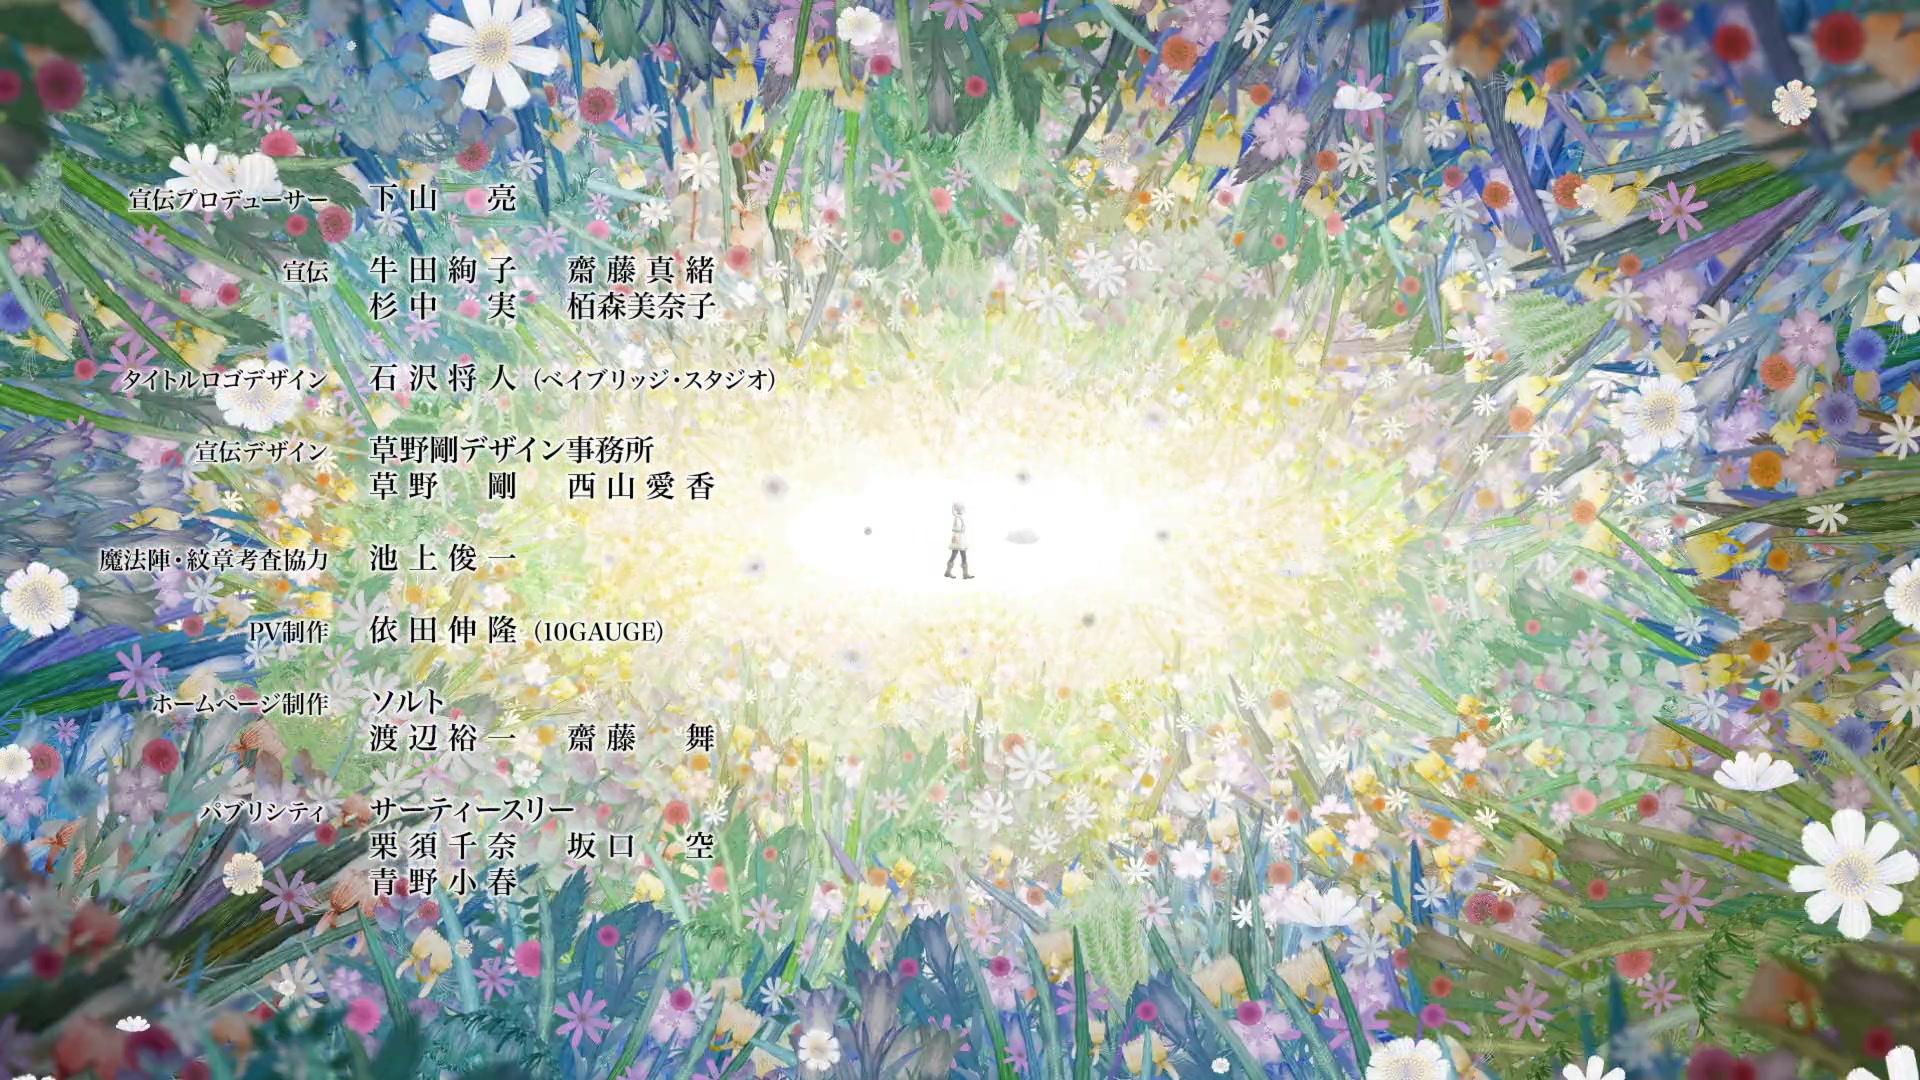 宣伝プロデューサー 下山 亮
宣伝 牛田絢子 齋藤真緒
杉中 実 栢森美奈子
タイトルロゴデザイン 石沢将人（ベイブリッジ・スタジオ）
宣伝デザイン 草野剛デザイン事務所
草野 剛 西山愛香
魔法陣・紋章考査協力 池上俊一
PV制作 依田伸隆（10GAUGE）
ホームページ制作 ソルト
渡辺裕一 齋藤 舞
パブリシティ サーティースリー
栗須千奈 坂口 空
青野小春